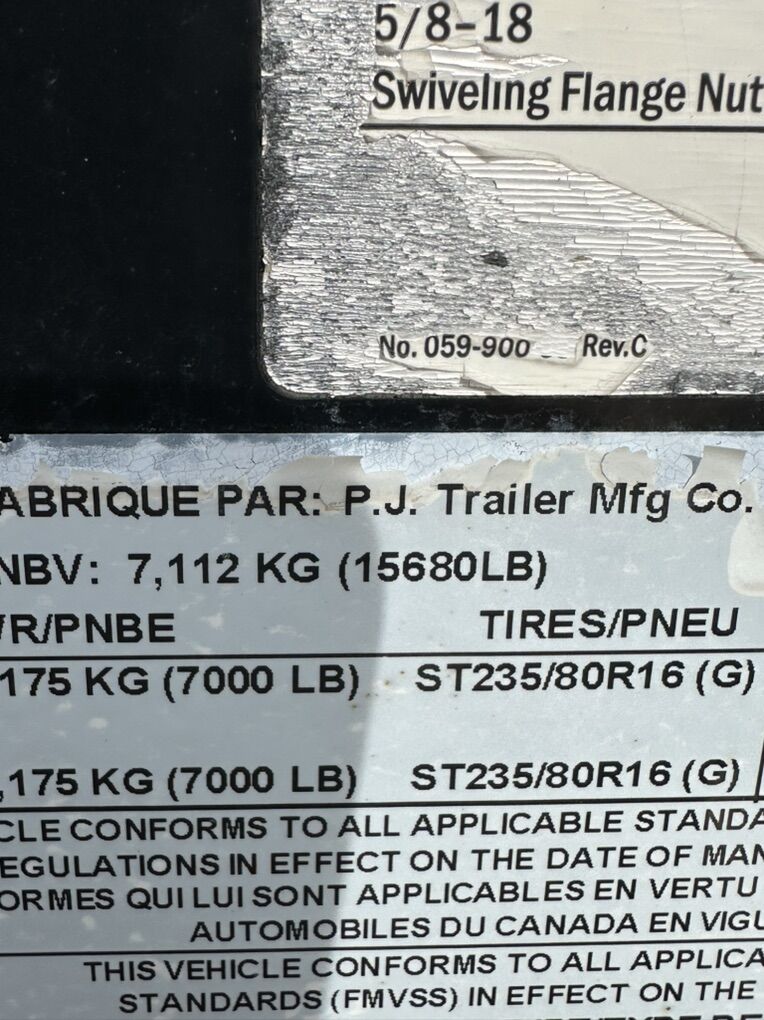 5/8-18
Swiveling Flange Nut
No. 059-900 Rev.C
ABRIQUE PAR: P.J. Trailer Mfg Co.
NBV: 7,112 KG (15680LB)
/R/PNBE TIRES/PNEU
175 KG (7000 LB) ST235/80R16 (G)
,175 KG (7000 LB) ST235/80R16 (G)
CLE CONFORMS TO ALL APPLICABLE STANDA
EGULATIONS IN EFFECT ON THE DATE OF MAN
ORMES QUI LUI SONT APPLICABLES EN VERTU
AUTOMOBILES DU CANADA EN VIGU
THIS VEHICLE CONFORMS TO ALL APPLICA
STANDARDS (FMVSS) IN EFFECT ON THE